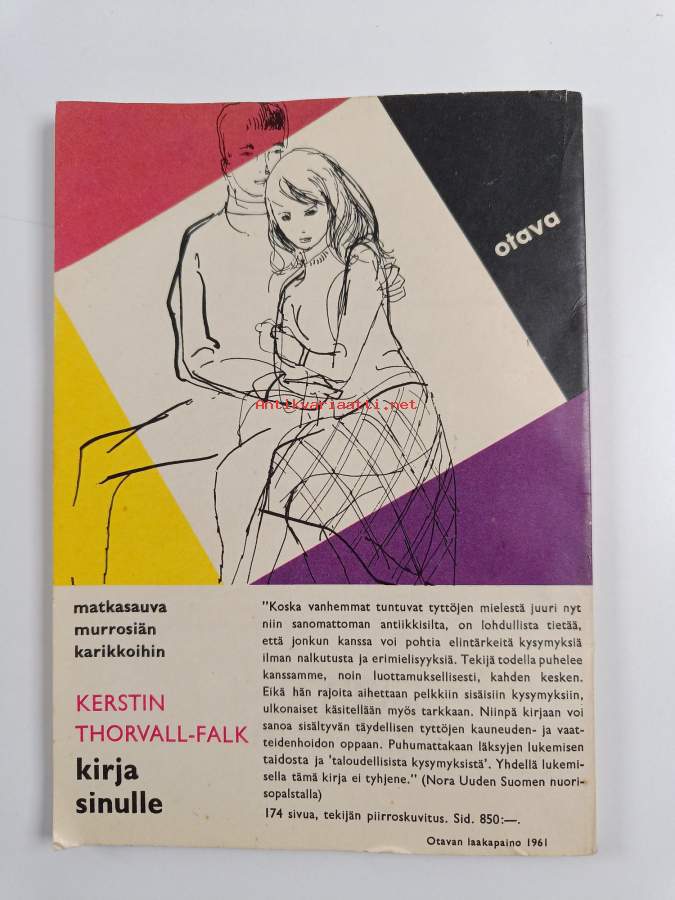 otava
Antikvariaatti.net
matkasauva
murrosiän
karikkoihin
KERSTIN
THORVALL-FALK
kirja
sinulle
"Koska vanhemmat tuntuvat tyttöjen mielestä juuri nyt
niin sanomattoman antiikkisilta, on lohdullista tietää,
että jonkun kanssa voi pohtia elintärkeitä kysymyksiä
ilman nalkutusta ja erimielisyyksiä. Tekijä todella puhelee
kanssamme, noin luottamuksellisesti, kahden kesken.
Eikä hän rajoita aihettaan pelkkiin sisäisiin kysymyksiin,
ulkonaiset käsitellään myös tarkkaan. Niinpä kirjaan voi
sanoa sisältyvän täydellisen tyttöjen kauneuden- ja vaat-
teidenhoidon oppaan. Puhumattakaan läksyjen lukemisen
taidosta ja 'taloudellisista kysymyksistä'. Yhdellä lukemi-
sella tämä kirja ei tyhjene." (Nora Uuden Suomen nuori-
sopalstalla)
174 sivua, tekijän piirroskuvitus. Sid. 850:—.
Otavan laakapaino 1961